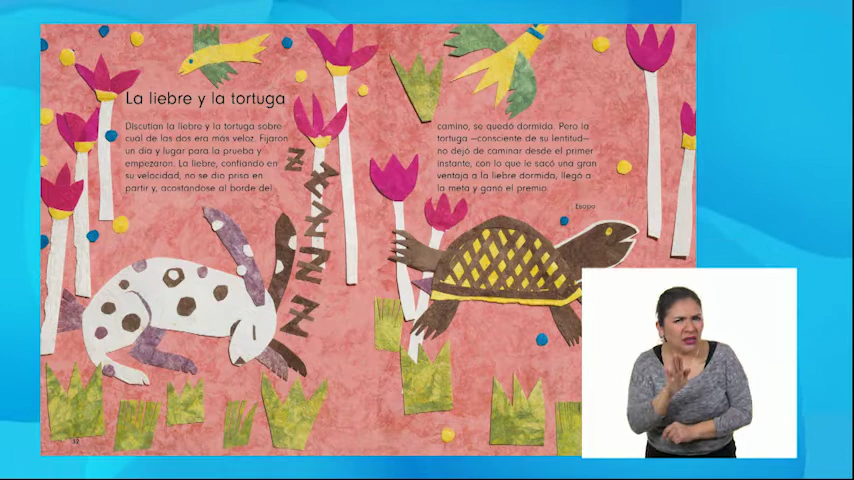 La liebre y la tortuga
Discutían la liebre y la tortuga sobre
cuál de las dos era más veloz. Fijaron
un día y lugar para la prueba y
empezaron. La liebre, confiando en
su velocidad, no se dio prisa en
partir y, acostándose al borde del
camino, se quedó dormida. Pero la
tortuga —consciente de su lentitud—
no dejó de caminar desde el primer
instante, con lo que le sacó una gran
ventaja a la liebre dormida, llegó a
la meta y ganó el premio.
Esopo
Z Z Z Z Z Z Z
32